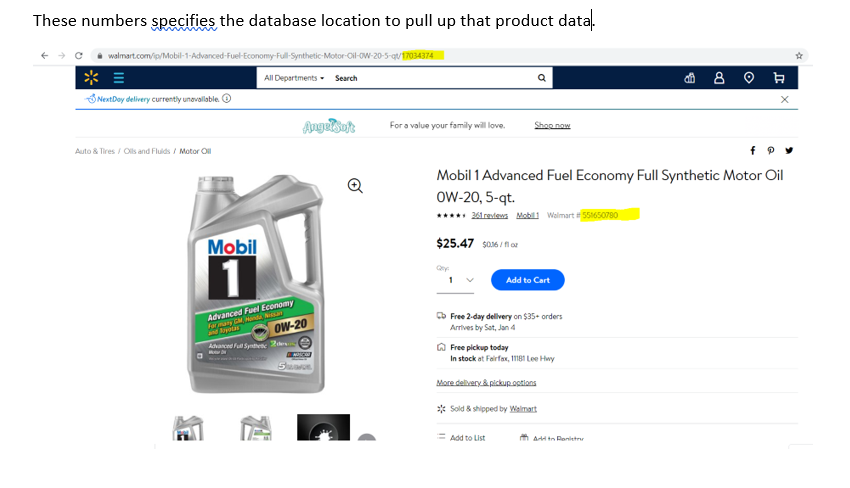 These numbers specifies the database location to pull up that product data.
walmart.com/ip/Mobil-1-Advanced-Fuel-Economy-Full-Synthetic-Motor-Oil-0W-20-5-qt/17034374
All Departments Search
NextDay delivery currently unavailable.
Angel Soft For a value your family will love. Shop now
Auto & Tires / Oils and Fluids / Motor Oil
Mobil 1 Advanced Fuel Economy Full Synthetic Motor Oil
0W-20, 5-qt.
361 reviews Mobil 1 Walmart # 551650780
$25.47 $0.16 / fl oz
Qty:
1 Add to Cart
Mobil
1
Advanced Fuel Economy
For many GM, Honda, Nissan
and Toyotas
0W-20
Advanced Full Synthetic
Motor Oil
NASCAR
Free 2-day delivery on $35+ orders
Arrives by Sat, Jan 4
Free pickup today
In stock at Fairfax, 11181 Lee Hwy
More delivery & pickup options
Sold & shipped by Walmart
Add to List Add to Registry